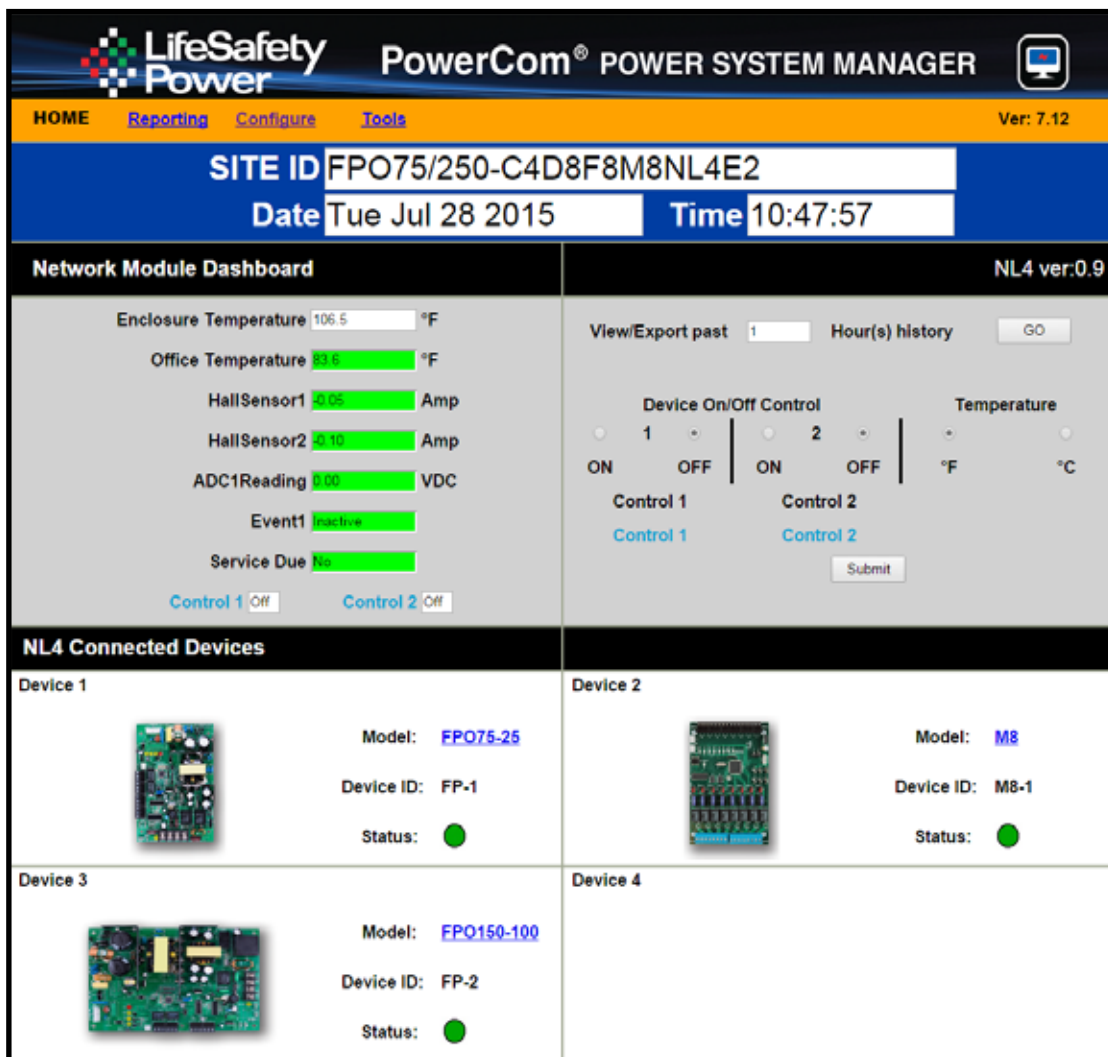 LifeSafety
Power
PowerCom® POWER SYSTEM MANAGER
HOME Reporting Configure Tools Ver: 7.12
SITE ID FPO75/250-C4D8F8M8NL4E2
Date Tue Jul 28 2015 Time 10:47:57
Network Module Dashboard NL4 ver:0.9
Enclosure Temperature 106.5 °F
Office Temperature 83.6 °F
HallSensor1 -0.05 Amp
HallSensor2 -0.10 Amp
ADC1Reading 0.00 VDC
Event1 Inactive
Service Due No
Control 1 Off Control 2 Off
View/Export past 1 Hour(s) history GO
Device On/Off Control Temperature
1 2
ON OFF ON OFF °F °C
Control 1 Control 2
Control 1 Control 2
Submit
NL4 Connected Devices
Device 1
Model: FPO75-25
Device ID: FP-1
Status:
Device 2
Model: M8
Device ID: M8-1
Status:
Device 3
Model: FPO150-100
Device ID: FP-2
Status:
Device 4